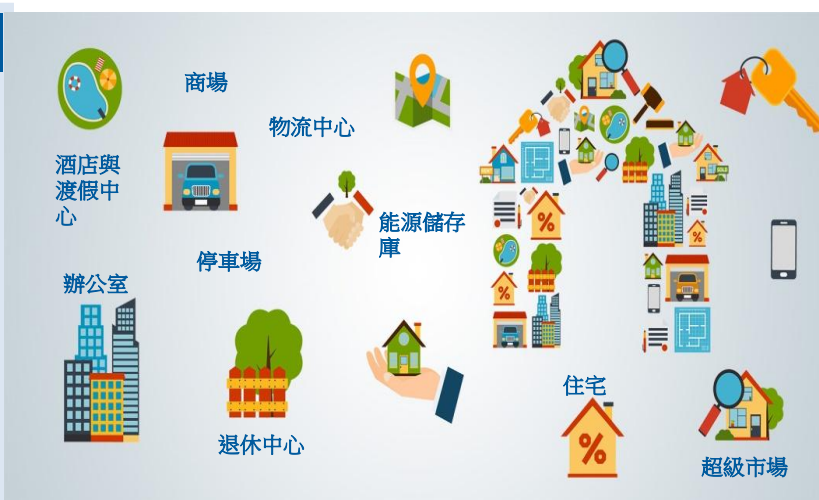 商場
物流中心
酒店與
渡假中
心
能源儲存
庫
停車場
辦公室
住宅
退休中心
超級市場